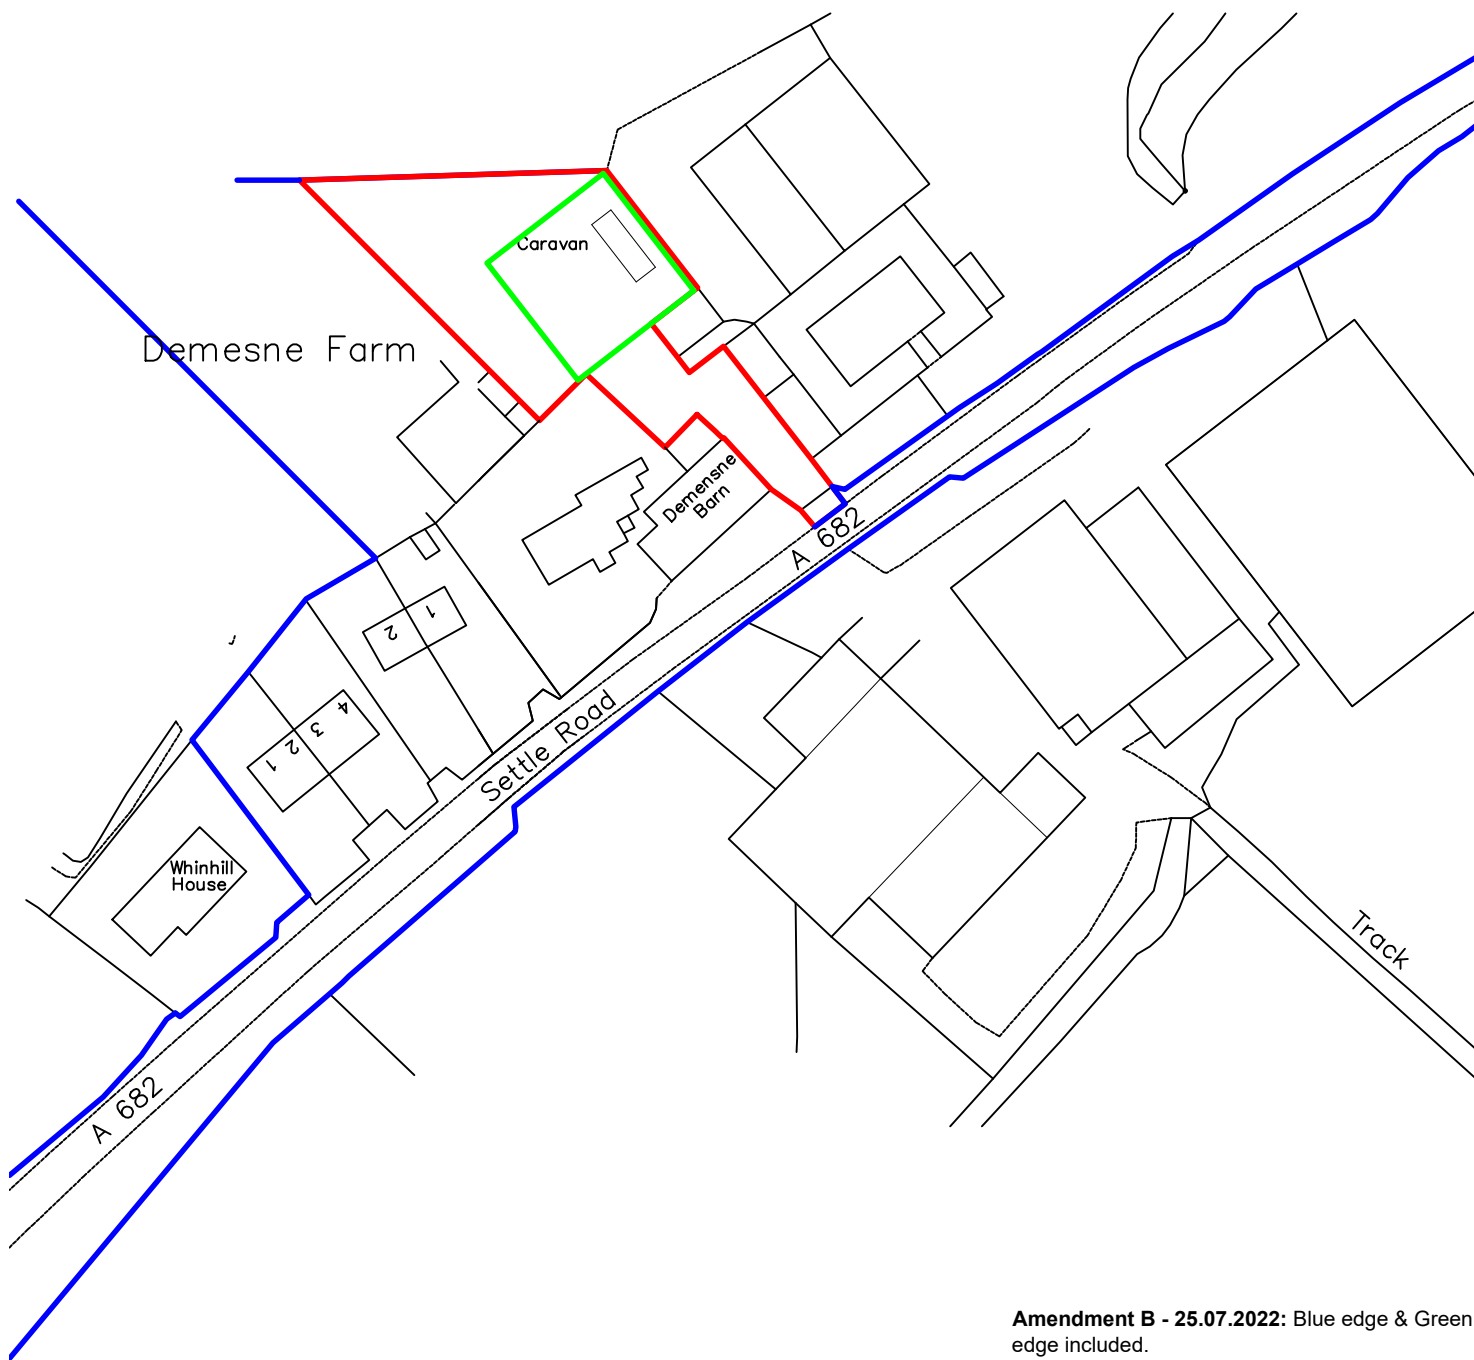 Caravan
Demesne Farm
Demensne
Barn
A 682
1
2
4
3
2
1
Settle Road
Whinhill
House
Track
A 682
Amendment B - 25.07.2022: Blue edge & Green
edge included.